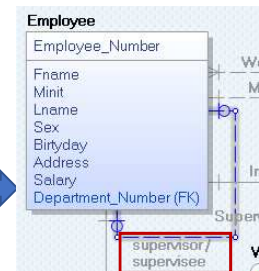 Employee
Employee_Number
Fname
Minit
Lname
Sex
Birtyday
Address
Salary
Department_Number (FK)
supervisor/
supervisee